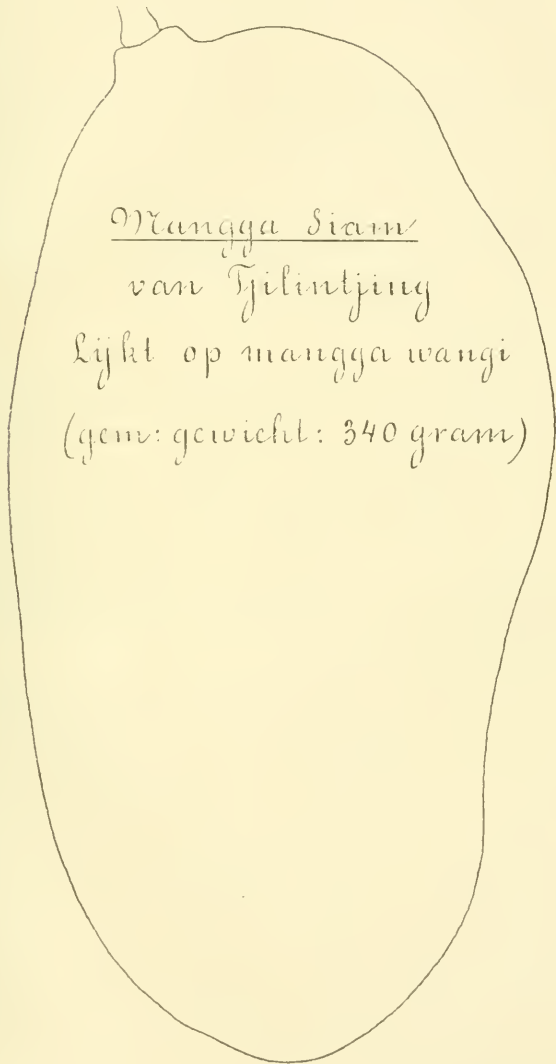 Mangga Siam
van Tjilintjing
Lijkt op mangga wangi
(gem: gewicht: 340 gram)